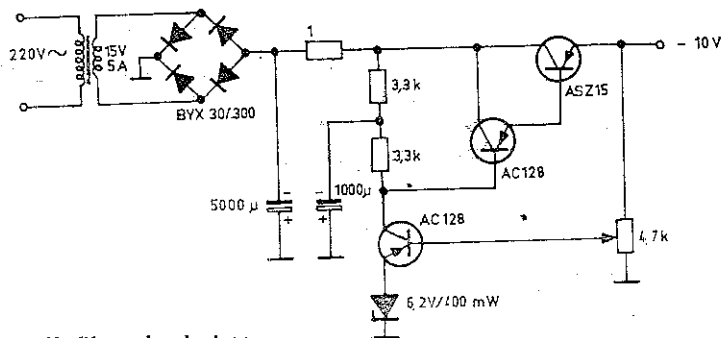 220V ~
15V
5A
BYX 30/300
1
3,3k
3,3k
- 10V
ASZ15
AC128
5000 μ
1000μ
AC128
4,7k
6,2V/400 mW